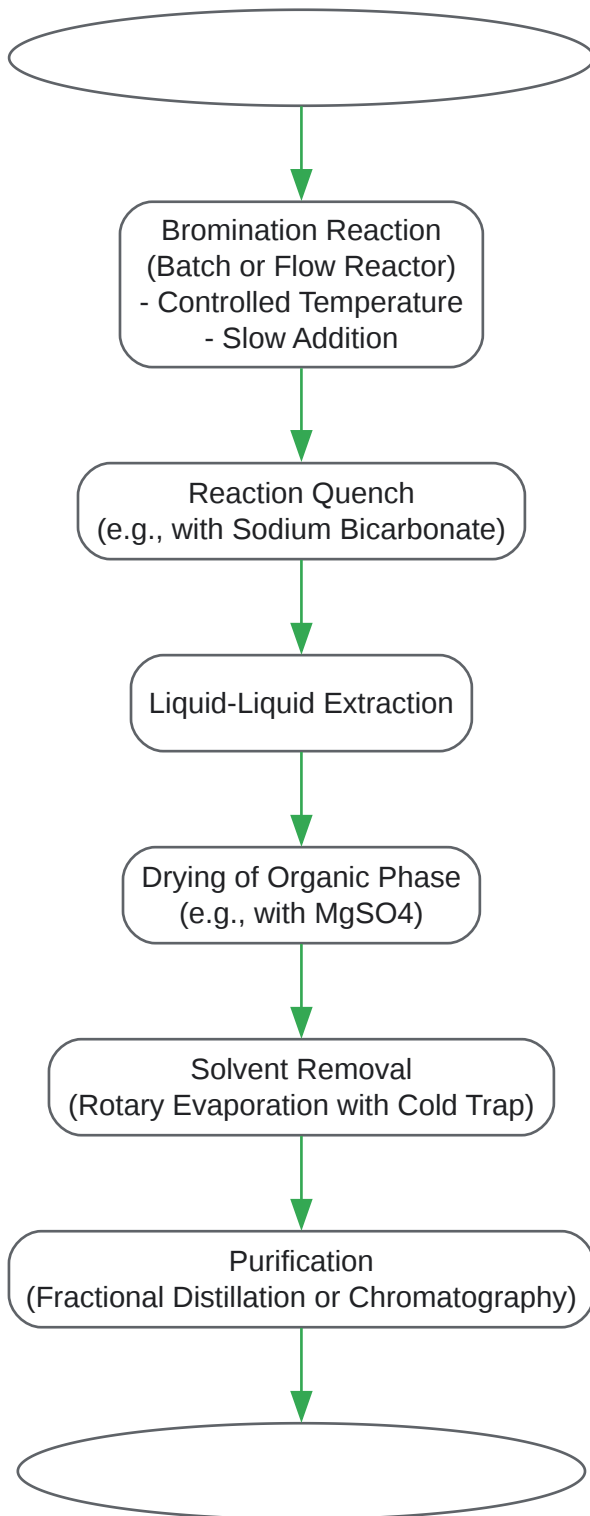 Bromination Reaction
(Batch or Flow Reactor)
- Controlled Temperature
- Slow Addition
Reaction Quench
(e.g., with Sodium Bicarbonate)
Liquid-Liquid Extraction
Drying of Organic Phase
(e.g., with MgSO4)
Solvent Removal
(Rotary Evaporation with Cold Trap)
Purification
(Fractional Distillation or Chromatography)